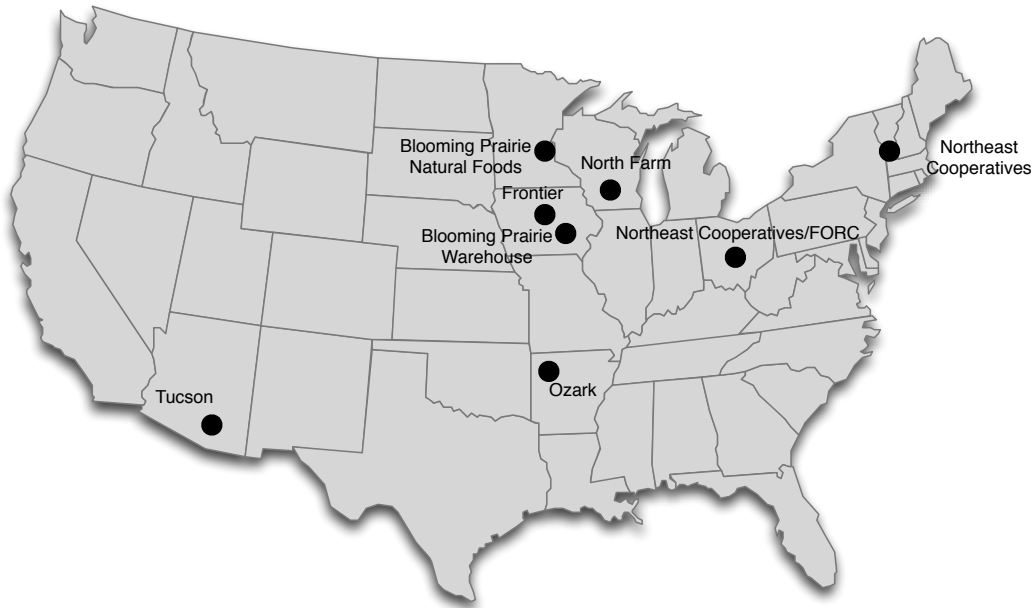 Blooming Prairie
Natural Foods
North Farm
Northeast
Cooperatives
Frontier
Blooming Prairie
Warehouse
Northeast Cooperatives/FORC
Ozark
Tucson